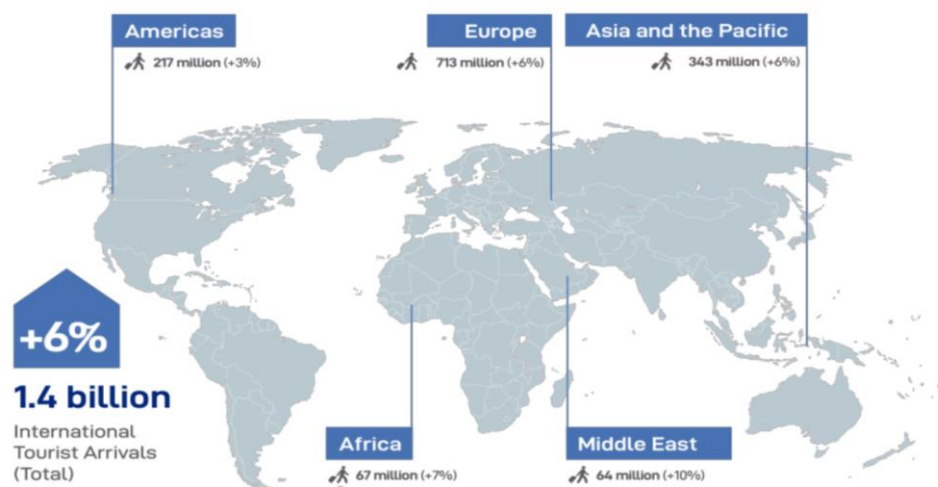 Americas
217 million (+3%)
Europe
713 million (+6%)
Asia and the Pacific
343 million (+6%)
+6%
1.4 billion
International
Tourist Arrivals
(Total)
Africa
67 million (+7%)
Middle East
64 million (+10%)